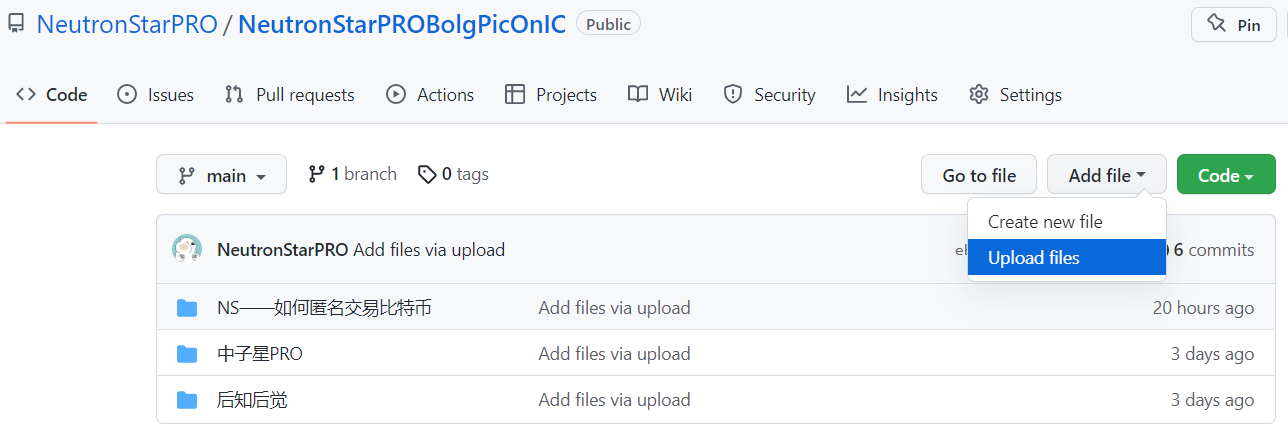 NeutronStarPRO / NeutronStarPROBolgPicOnIC Public Pin
Code Issues Pull requests Actions Projects Wiki Security Insights Settings
main 1 branch 0 tags Go to file Add file Code
Create new file
NeutronStarPRO Add files via upload 6 commits
Upload files
NS——如何匿名交易比特币 Add files via upload 20 hours ago
中子星PRO Add files via upload 3 days ago
后知后觉 Add files via upload 3 days ago